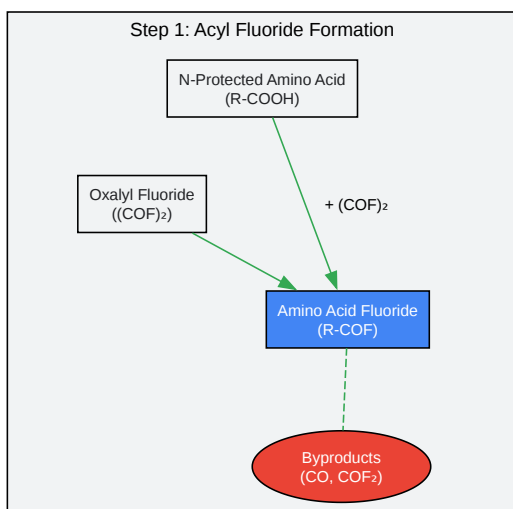 Step 1: Acyl Fluoride Formation
N-Protected Amino Acid
(R-COOH)
Oxalyl Fluoride
((COF)₂)
+ (COF)₂
Amino Acid Fluoride
(R-COF)
Byproducts
(CO, COF₂)